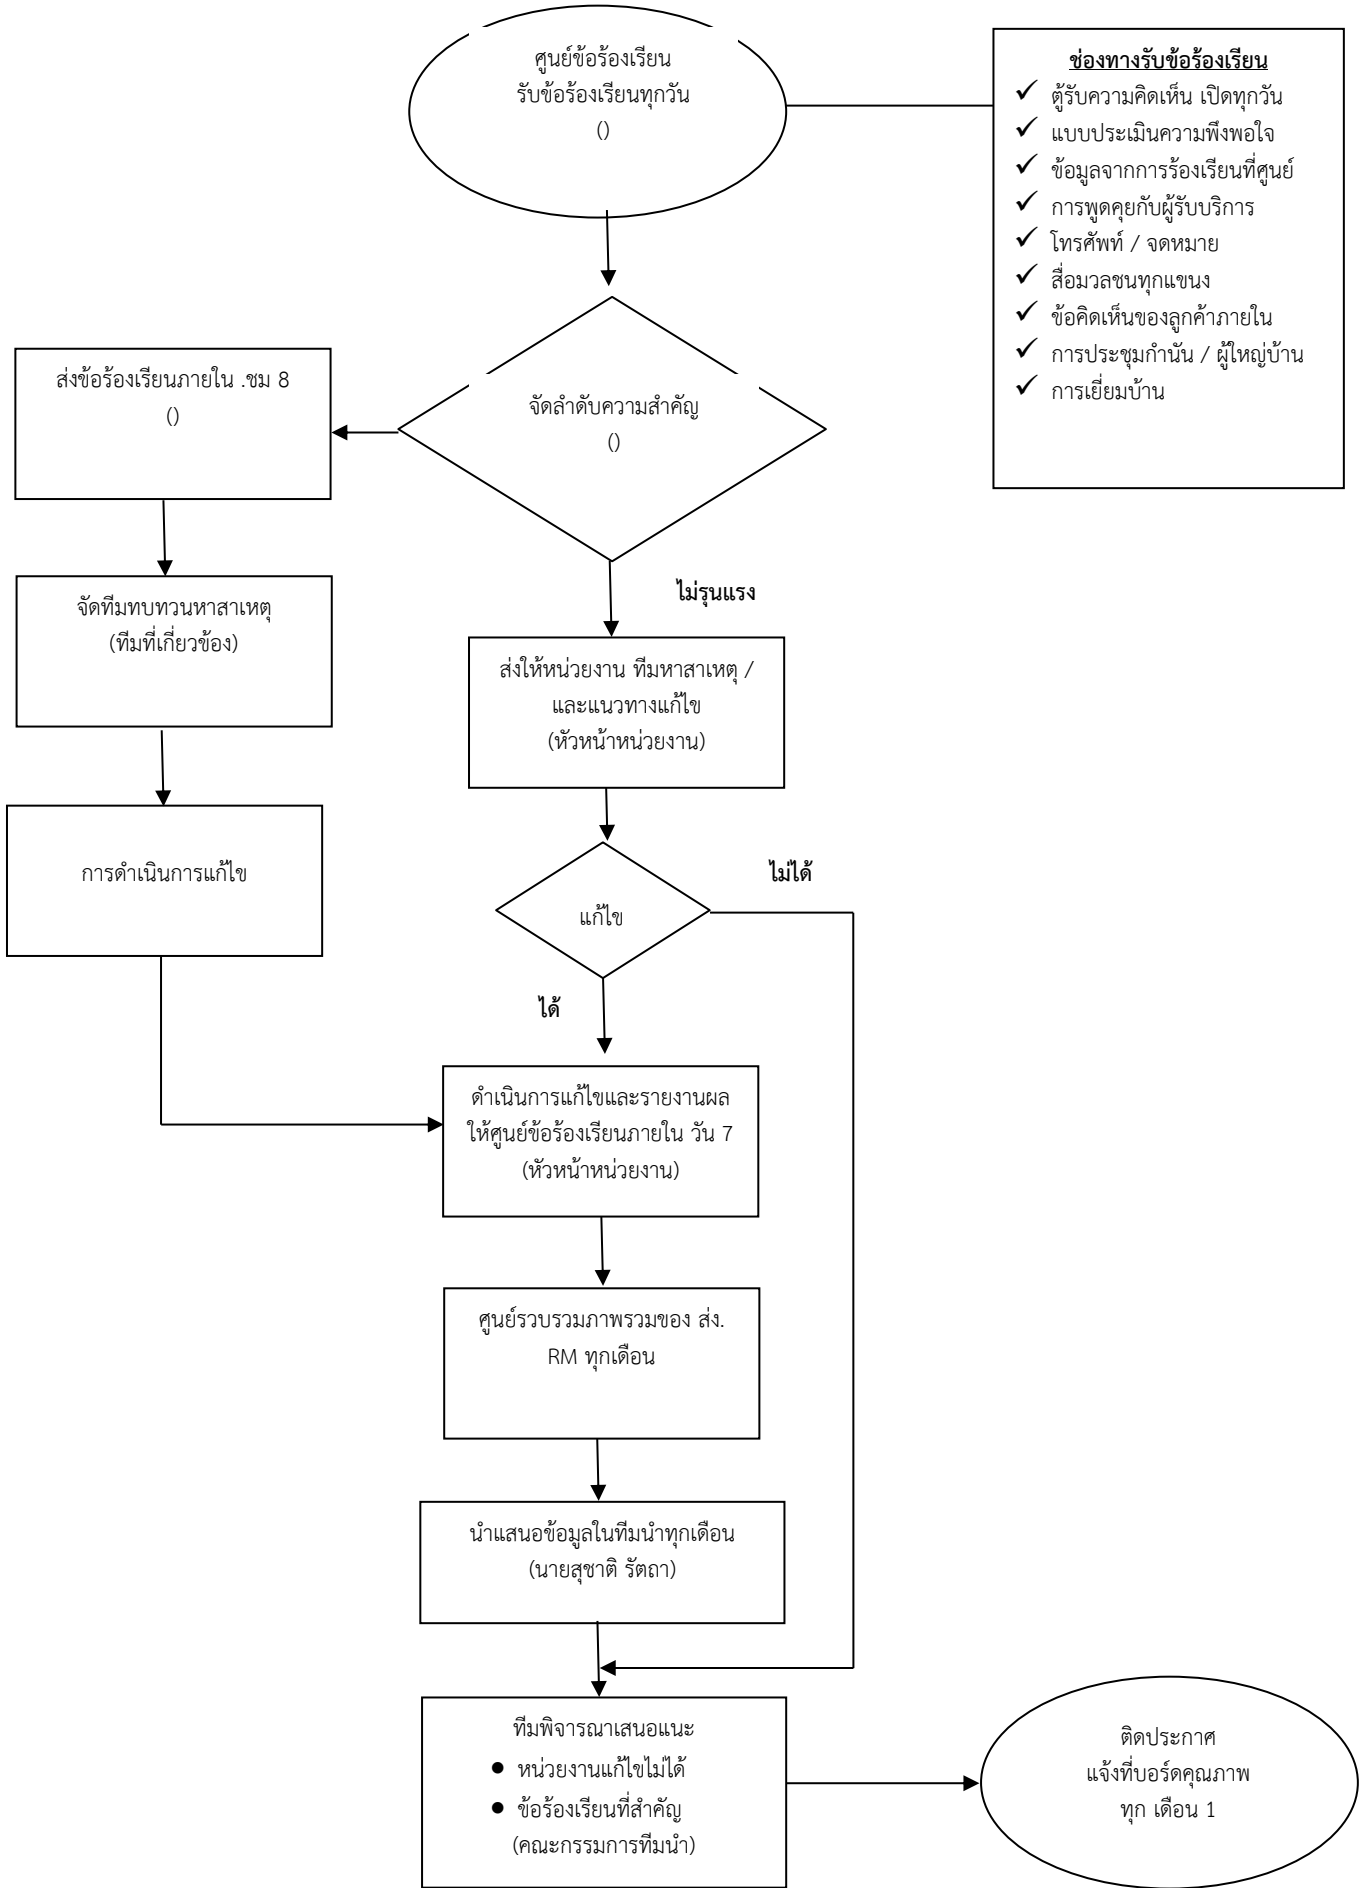 ศูนย์ข้อร้องเรียน
รับข้อร้องเรียนทุกวัน
()
ช่องทางรับข้อร้องเรียน
✓ ตู้รับความคิดเห็น เปิดทุกวัน
✓ แบบประเมินความพึงพอใจ
✓ ข้อมูลจากการร้องเรียนที่ศูนย์
✓ การพูดคุยกับผู้รับบริการ
✓ โทรศัพท์ / จดหมาย
✓ สื่อมวลชนทุกแขนง
✓ ข้อคิดเห็นของลูกค้าภายใน
✓ การประชุมกำนัน / ผู้ใหญ่บ้าน
✓ การเยี่ยมบ้าน
จัดลำดับความสำคัญ
()
ส่งข้อร้องเรียนภายใน .ชม 8
()
จัดทีมทบทวนหาสาเหตุ
(ทีมที่เกี่ยวข้อง)
การดำเนินการแก้ไข
ไม่รุนแรง
ส่งให้หน่วยงาน ทีมหาสาเหตุ /
และแนวทางแก้ไข
(หัวหน้าหน่วยงาน)
แก้ไข
ไม่ได้
ได้
ดำเนินการแก้ไขและรายงานผล
ให้ศูนย์ข้อร้องเรียนภายใน วัน 7
(หัวหน้าหน่วยงาน)
ศูนย์รวบรวมภาพรวมของ ส่ง.
RM ทุกเดือน
นำแสนอข้อมูลในทีมนำทุกเดือน
(นายสุชาติ รัตถา)
ทีมพิจารณาเสนอแนะ
● หน่วยงานแก้ไขไม่ได้
● ข้อร้องเรียนที่สำคัญ
(คณะกรรมการทีมนำ)
ติดประกาศ
แจ้งที่บอร์ดคุณภาพ
ทุก เดือน 1